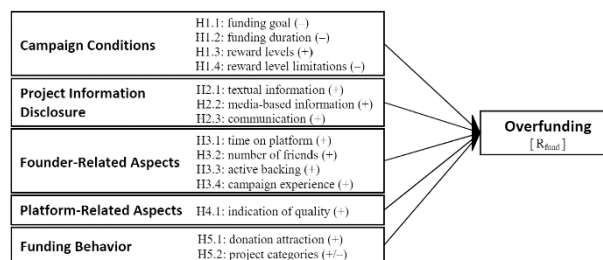 H1.1: funding goal (–)
H1.2: funding duration (–)
Campaign Conditions
H1.3: reward levels (+)
H1.4: reward level limitations (–)
Project Information
Disclosure
H2.1: textual information (+)
H2.2: media-based information (+)
H2.3: communication (+)
Founder-Related Aspects
H3.1: time on platform (+)
H3.2: number of friends (+)
H3.3: active backing (+)
H3.4: campaign experience (+)
Platform-Related Aspects
H4.1: indication of quality (+)
Funding Behavior
H5.1: donation attraction (+)
H5.2: project categories (+/–)
Overfunding
[ R_fund ]